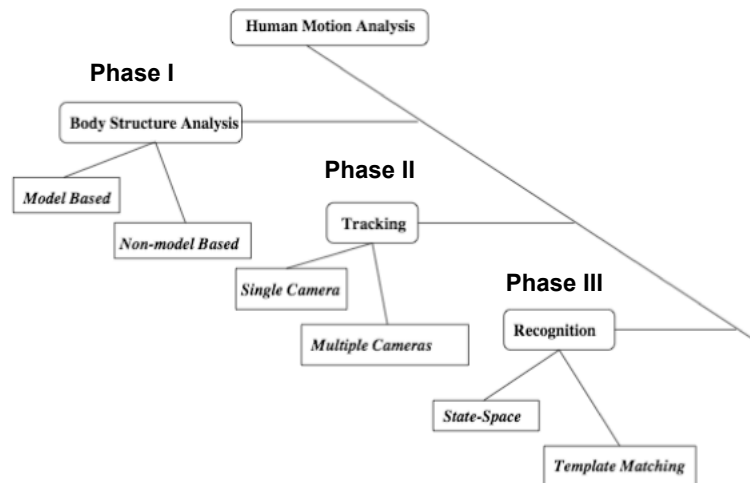 Human Motion Analysis
Phase I
Body Structure Analysis
Model Based
Non-model Based
Phase II
Tracking
Single Camera
Multiple Cameras
Phase III
Recognition
State-Space
Template Matching